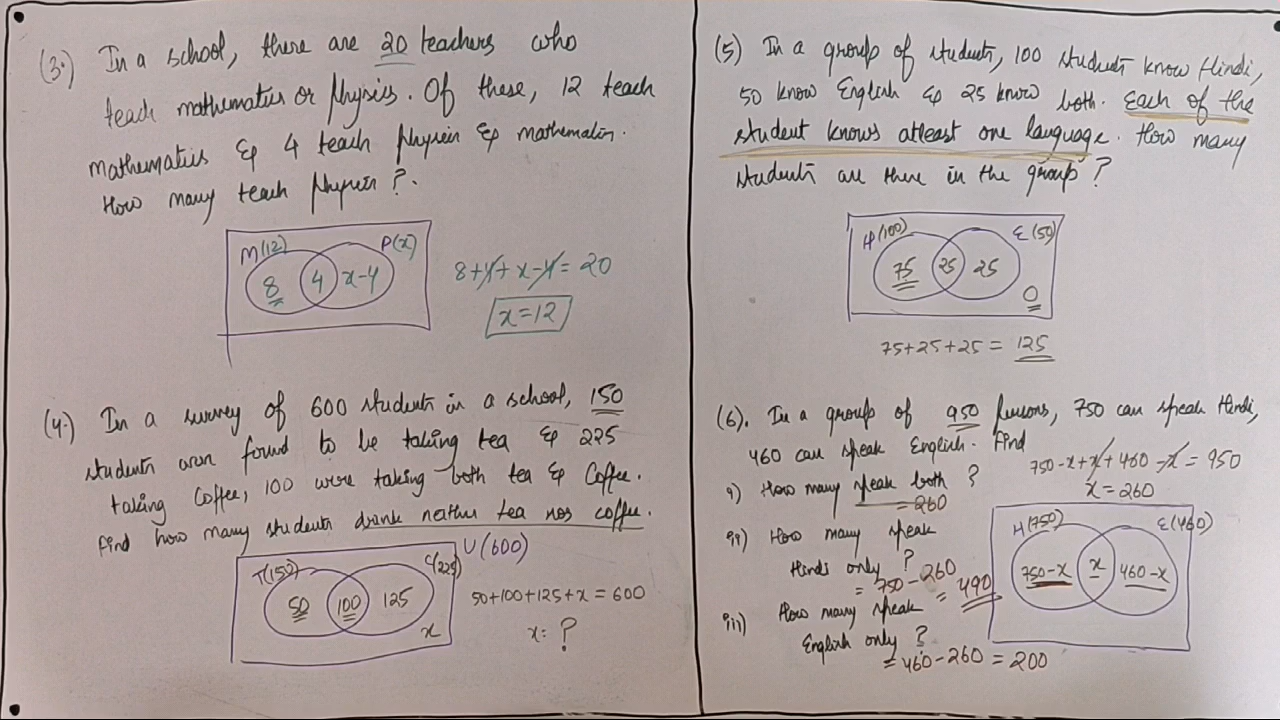 (3.) In a school, there are 20 teachers who
teach mathematics or Physics. Of these, 12 teach
mathematics & 4 teach Physics & mathematics.
How many teach Physics?.
M(12) P(x)
8 4 x-4
8+4+x-4=20
x=12
(4.) In a survey of 600 students in a school, 150
students were found to be taking tea & 225
taking Coffee, 100 were taking both tea & Coffee.
find how many students drink neither tea nor coffee.
U(600)
T(150) C(225)
50 100 125
x
50+100+125+x=600
x=?
(5) In a group of students, 100 student know Hindi,
50 know English & 25 know both. Each of the
student knows atleast one language. How many
students are there in the group?
H(100) E(50)
75 25 25
0
75+25+25=125
(6). In a group of 950 persons, 750 can speak Hindi,
460 can speak English. Find
i) How many speak both ?
=260
ii) How many speak
Hindi only ?
=750-260
=490
iii) How many speak
English only ?
=460-260=200
750-x+x+460-x=950
x=260
H(750) E(460)
750-x x 460-x